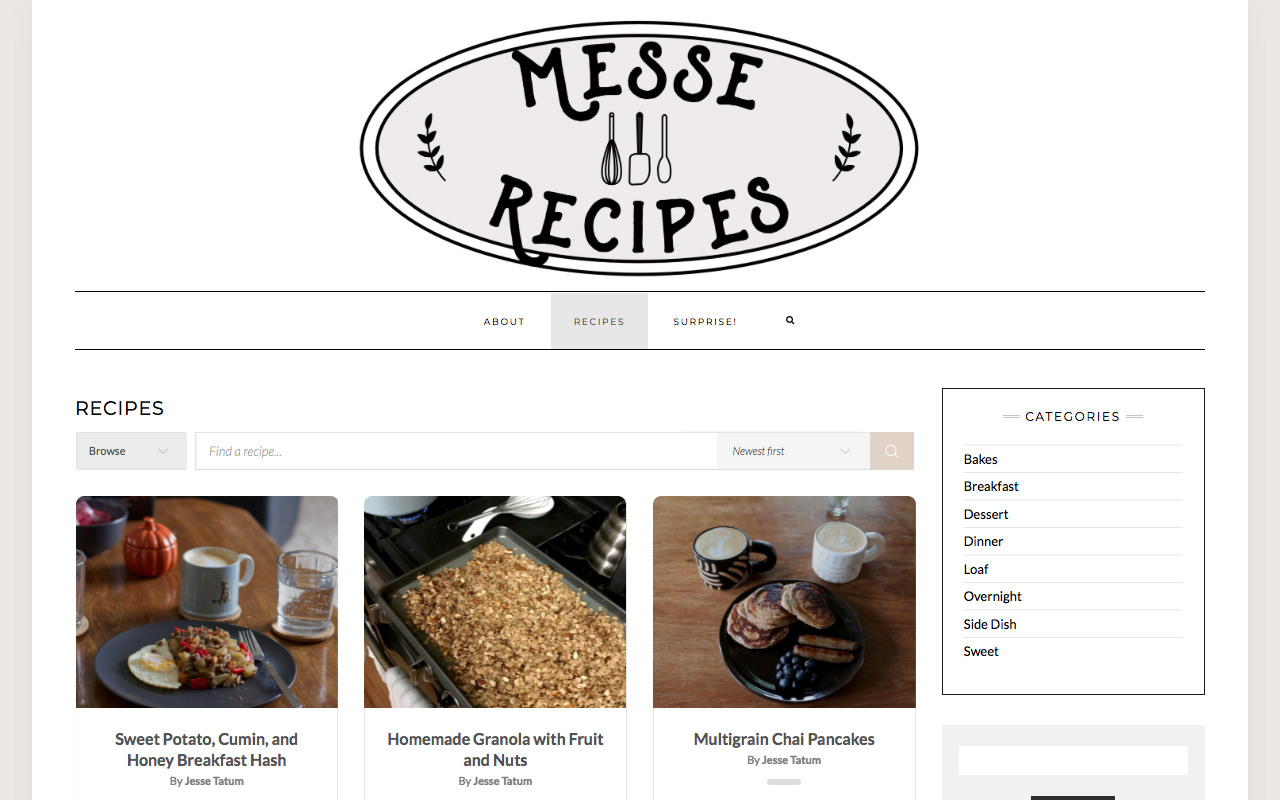 MESSE
RECIPES
ABOUT
RECIPES
SURPRISE!
RECIPES
Browse
Find a recipe...
Newest first
Sweet Potato, Cumin, and
Honey Breakfast Hash
By Jesse Tatum
Homemade Granola with Fruit
and Nuts
By Jesse Tatum
Multigrain Chai Pancakes
By Jesse Tatum
CATEGORIES
Bakes
Breakfast
Dessert
Dinner
Loaf
Overnight
Side Dish
Sweet